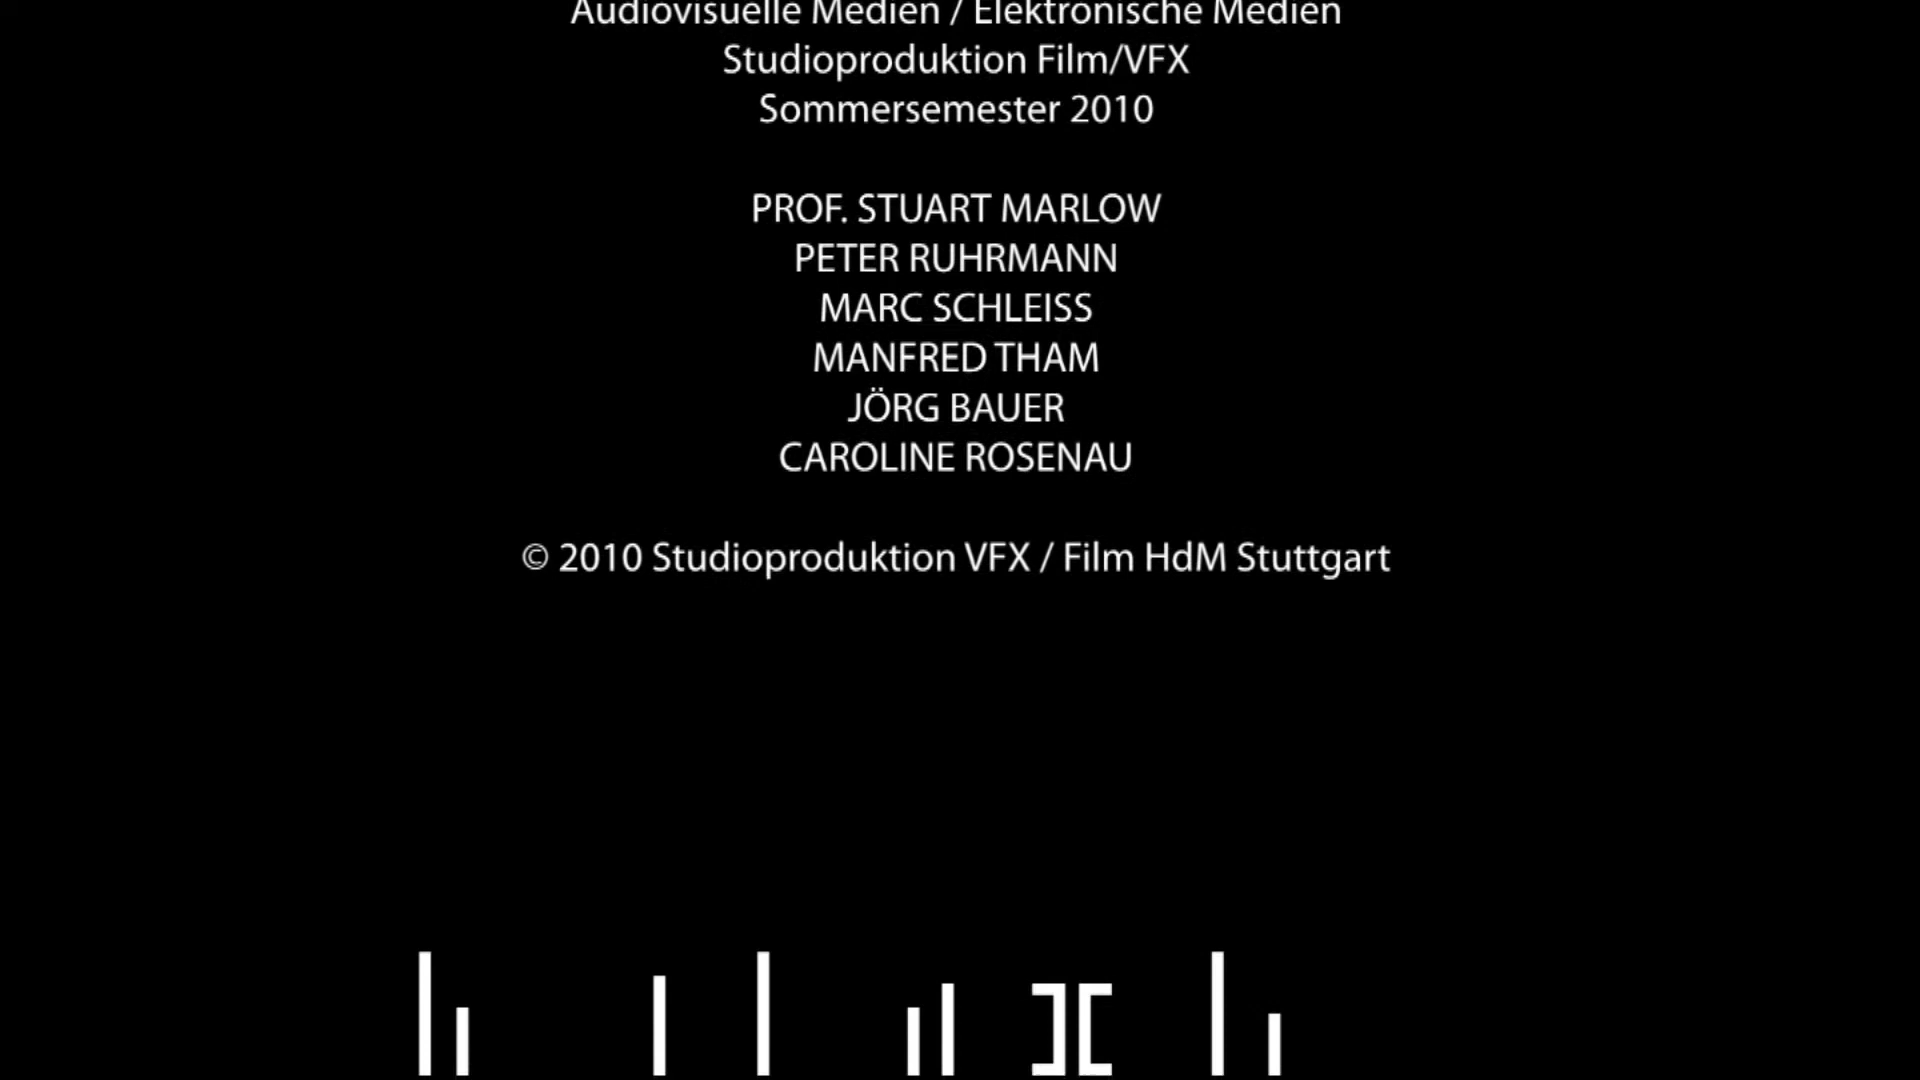 Audiovisuelle Medien / Elektronische Medien
Studioproduktion Film/VFX
Sommersemester 2010
PROF. STUART MARLOW
PETER RUHRMANN
MARC SCHLEISS
MANFRED THAM
JÖRG BAUER
CAROLINE ROSENAU
© 2010 Studioproduktion VFX / Film HdM Stuttgart